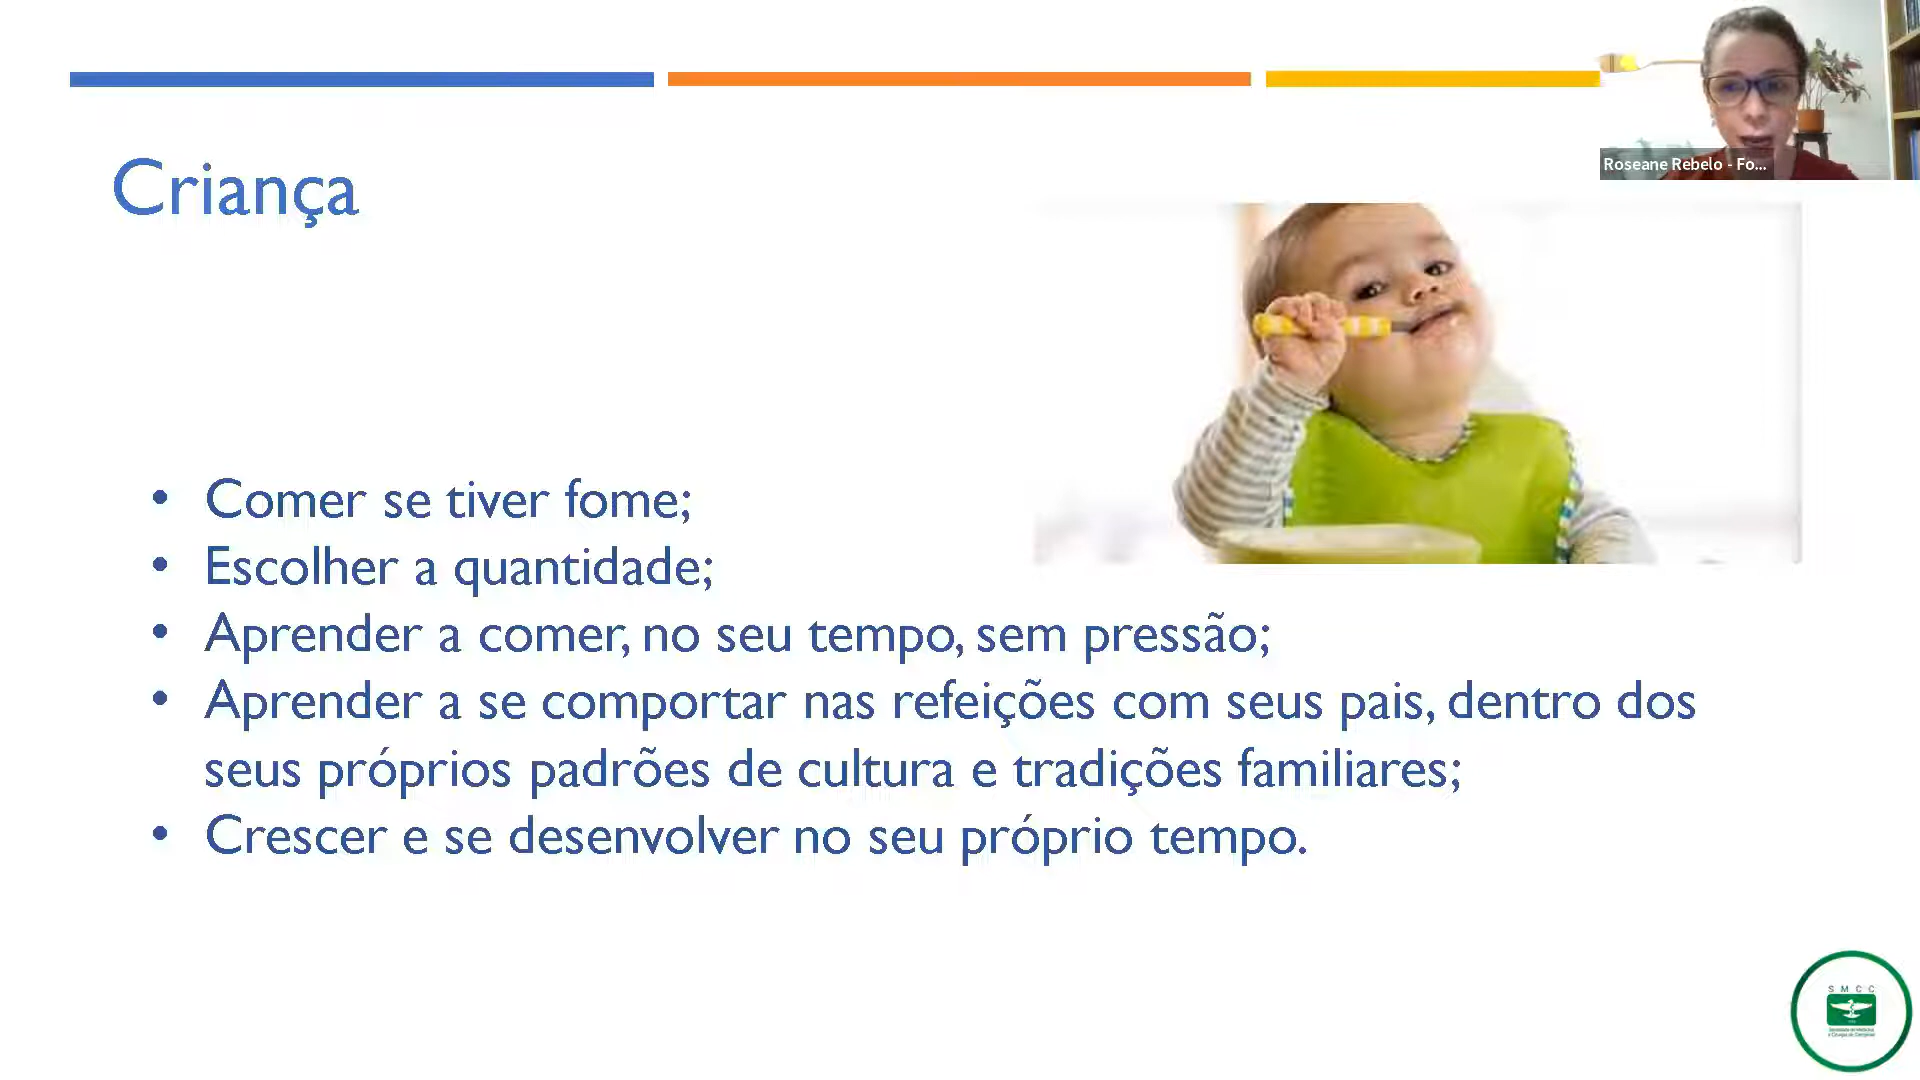 Roseane Rebelo - Fo...
Criança
• Comer se tiver fome;
• Escolher a quantidade;
• Aprender a comer, no seu tempo, sem pressão;
• Aprender a se comportar nas refeições com seus pais, dentro dos
seus próprios padrões de cultura e tradições familiares;
• Crescer e se desenvolver no seu próprio tempo.
SMCC